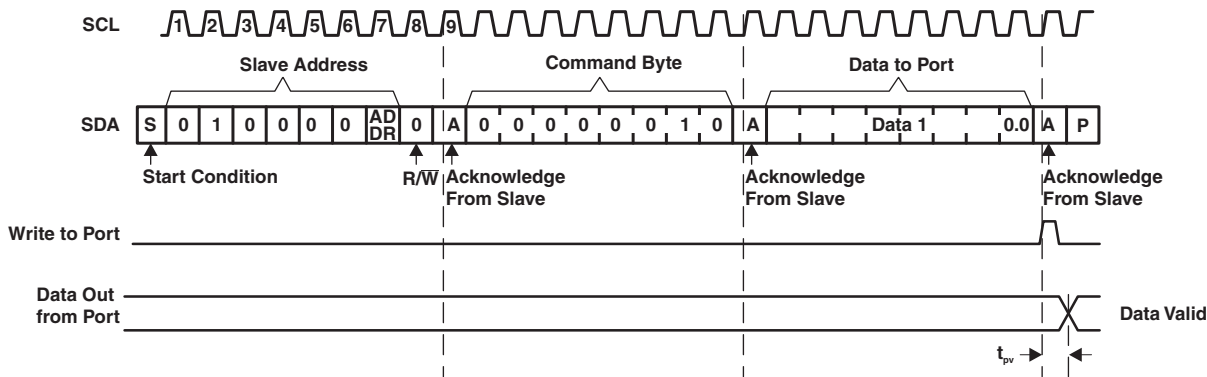 SCL 1 2 3 4 5 6 7 8 9
Slave Address Command Byte Data to Port
SDA S 0 1 0 0 0 0 AD DR 0 A 0 0 0 0 0 0 1 0 A Data 1 0.0 A P
Start Condition R/W̅ Acknowledge From Slave Acknowledge From Slave Acknowledge From Slave
Write to Port
Data Out from Port Data Valid
tpv